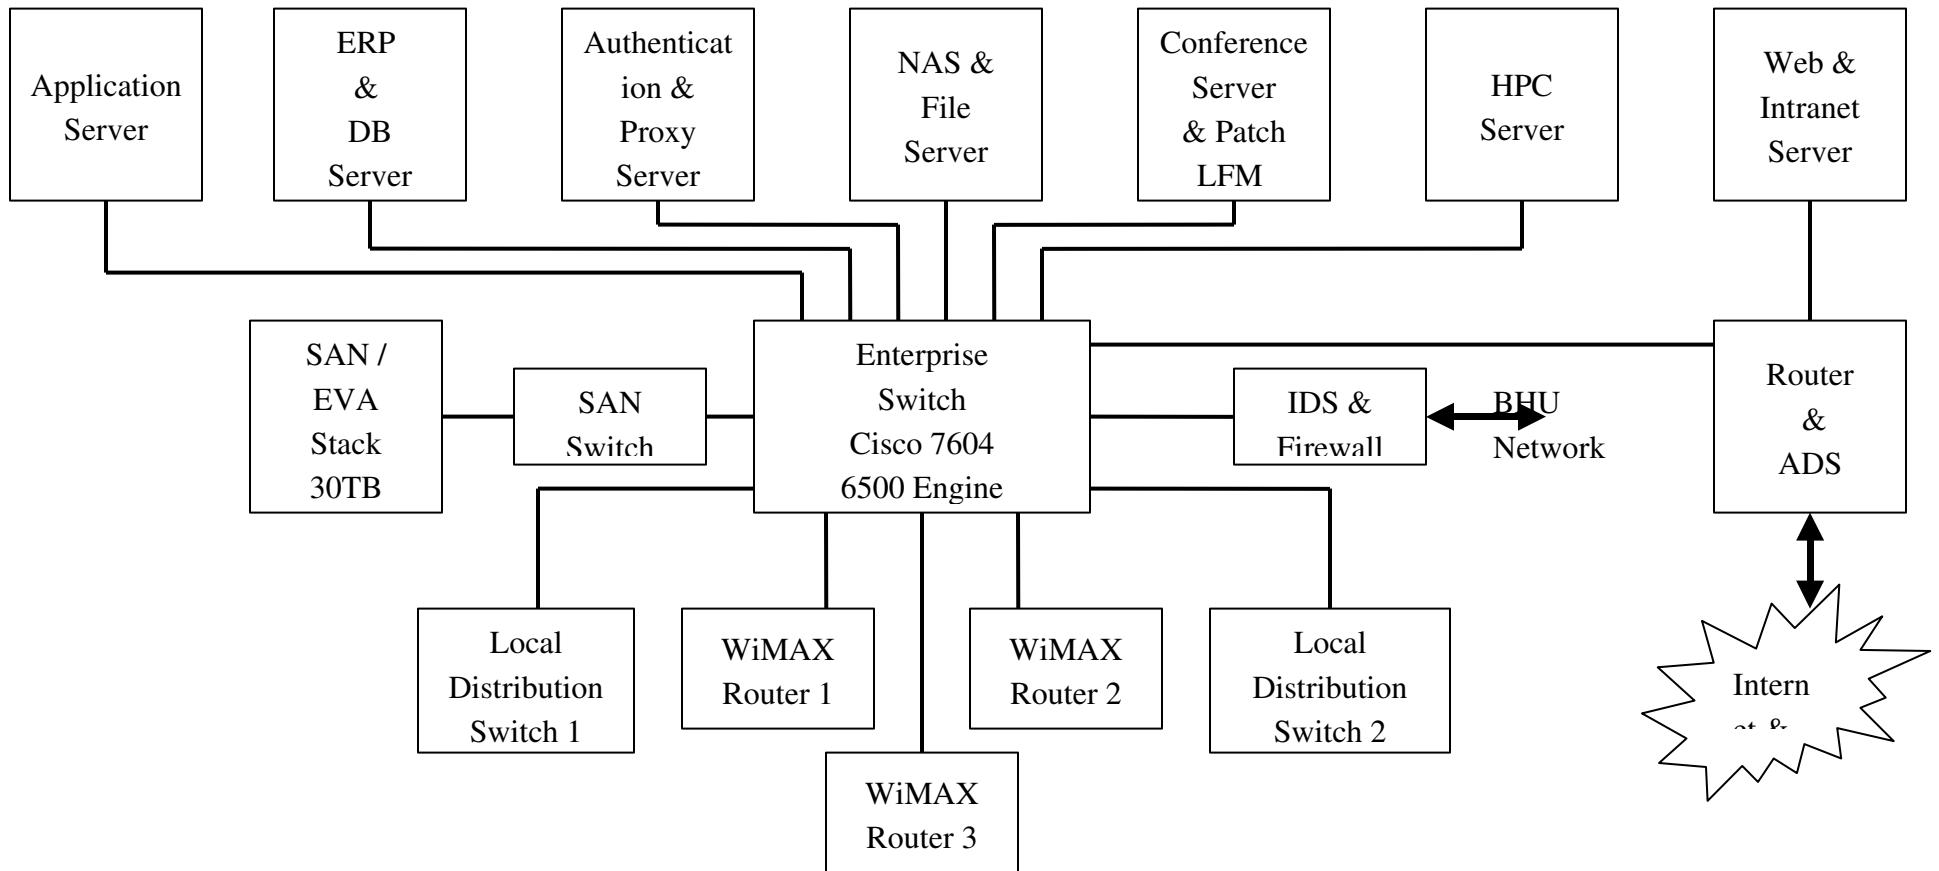 Application
Server
ERP
&
DB
Server
Authenticat
ion &
Proxy
Server
NAS &
File
Server
Conference
Server
& Patch
LFM
HPC
Server
Web &
Intranet
Server
SAN /
EVA
Stack
30TB
SAN
Switch
Enterprise
Switch
Cisco 7604
6500 Engine
IDS &
Firewall
BHU
Network
Router
&
ADS
Local
Distribution
Switch 1
WiMAX
Router 1
WiMAX
Router 2
Local
Distribution
Switch 2
WiMAX
Router 3
Intern
et &